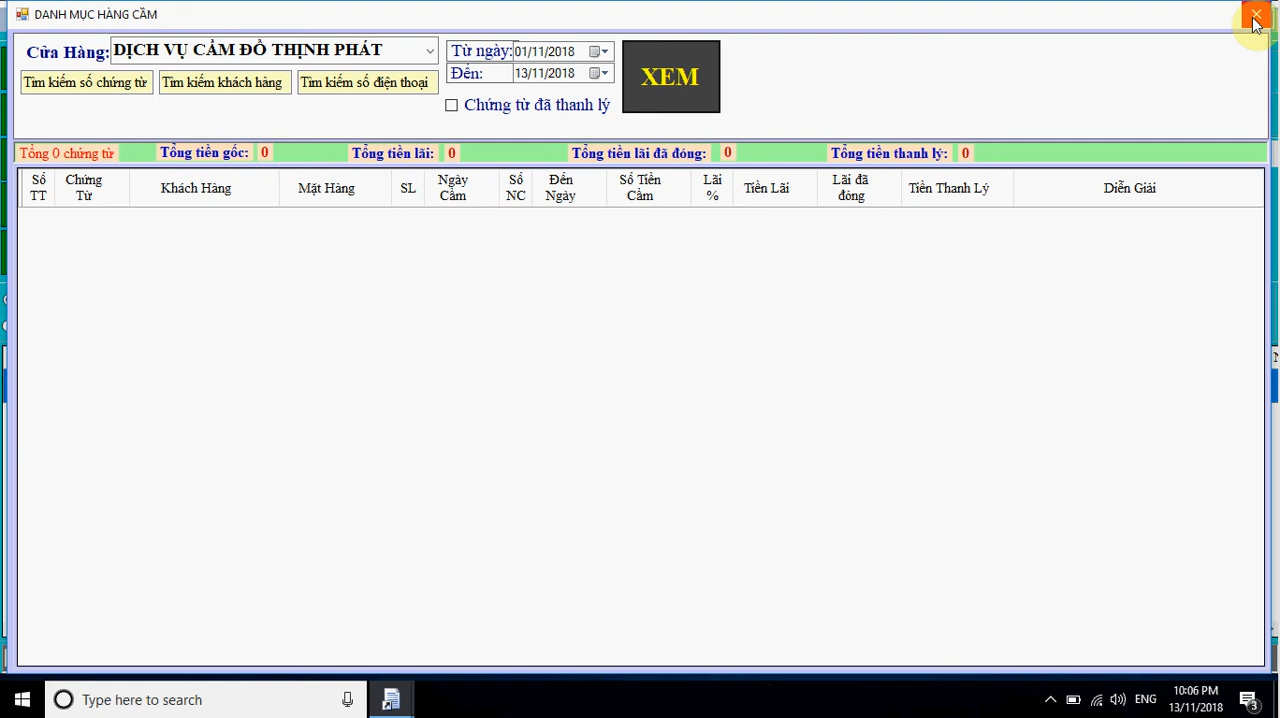 DANH MỤC HÀNG CẦM
Cửa Hàng: DỊCH VỤ CẦM ĐỒ THỊNH PHÁT
Từ ngày: 01/11/2018
Đến: 13/11/2018
XEM
Tìm kiếm số chứng từ Tìm kiếm khách hàng Tìm kiếm số điện thoại
Chứng từ đã thanh lý
Tổng 0 chứng từ Tổng tiền gốc: 0 Tổng tiền lãi: 0 Tổng tiền lãi đã đóng: 0 Tổng tiền thanh lý: 0
Số TT Chứng Từ Khách Hàng Mặt Hàng SL Ngày Cầm Số NC Đến Ngày Số Tiền Cầm Lãi % Tiền Lãi Lãi đã đóng Tiền Thanh Lý Diễn Giải
Type here to search
ENG
10:06 PM
13/11/2018
3